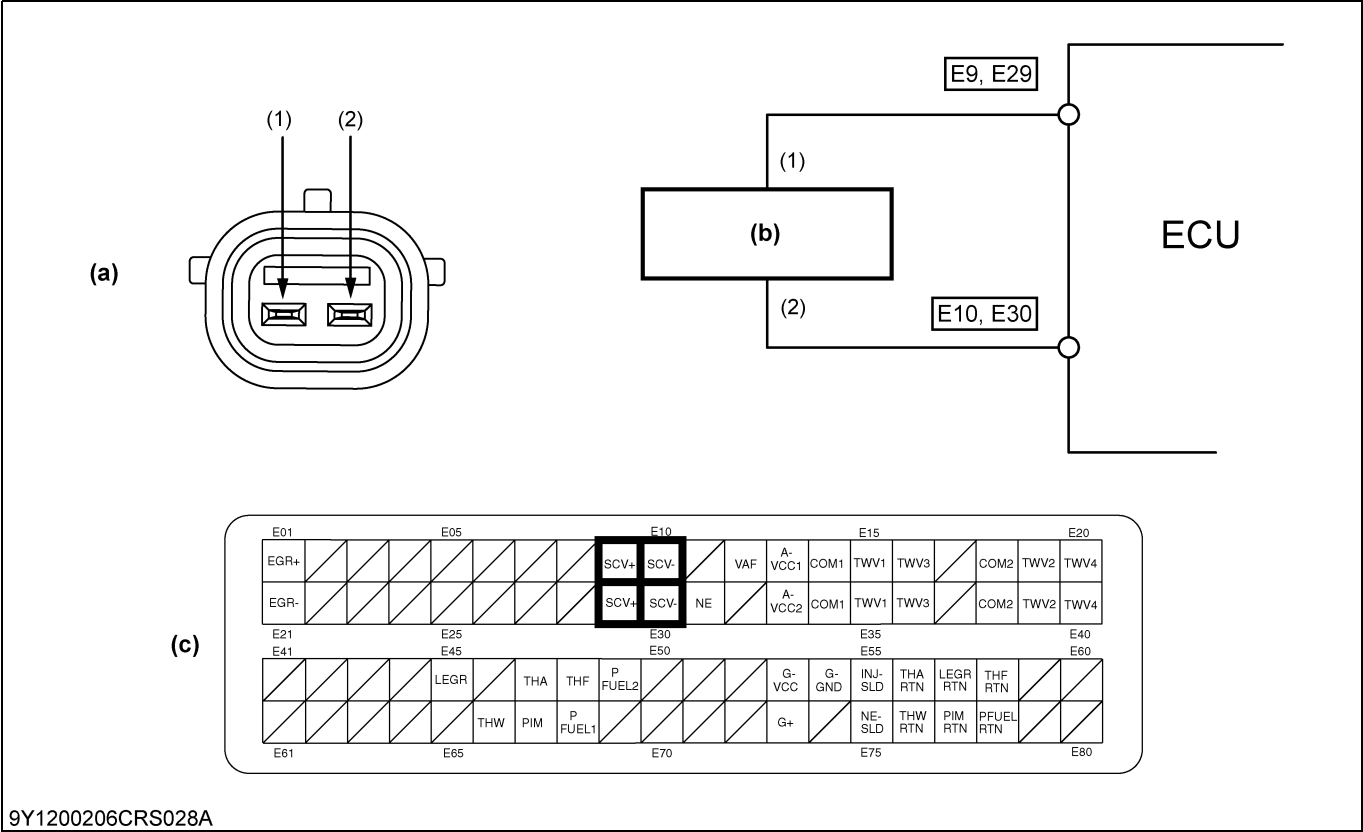 E9, E29
(1) (2)
(1)
(a)
(b)
ECU
(2)
E10, E30
E01 E05 E10 E15 E20
EGR+ SCV+ SCV- VAF A-VCC1 COM1 TWV1 TWV3 COM2 TWV2 TWV4
EGR- SCV+ SCV- NE A-VCC2 COM1 TWV1 TWV3 COM2 TWV2 TWV4
E21 E25 E30 E35 E40
(c)
E41 E45 E50 E55 E60
LEGR THA THF P FUEL2 G-VCC G-GND INJ-SLD THA RTN LEGR RTN THF RTN
THW PIM P FUEL1 G+ NE-SLD THW RTN PIM RTN PFUEL RTN
E61 E65 E70 E75 E80
9Y1200206CRS028A